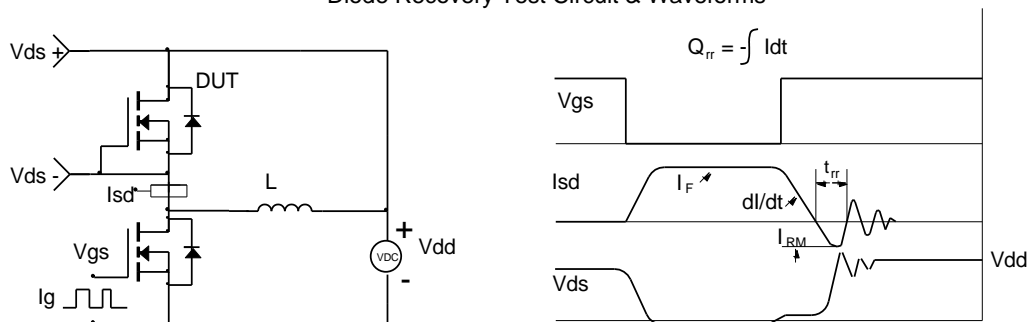 Diode Recovery Test Circuit & Waveforms
Vds +
DUT
Vds -
Isd
L
Vgs
Ig
VDC
+
-
Vdd
Qrr = -∫ Idt
Vgs
Isd
IF
dI/dt
trr
IRM
Vds
Vdd